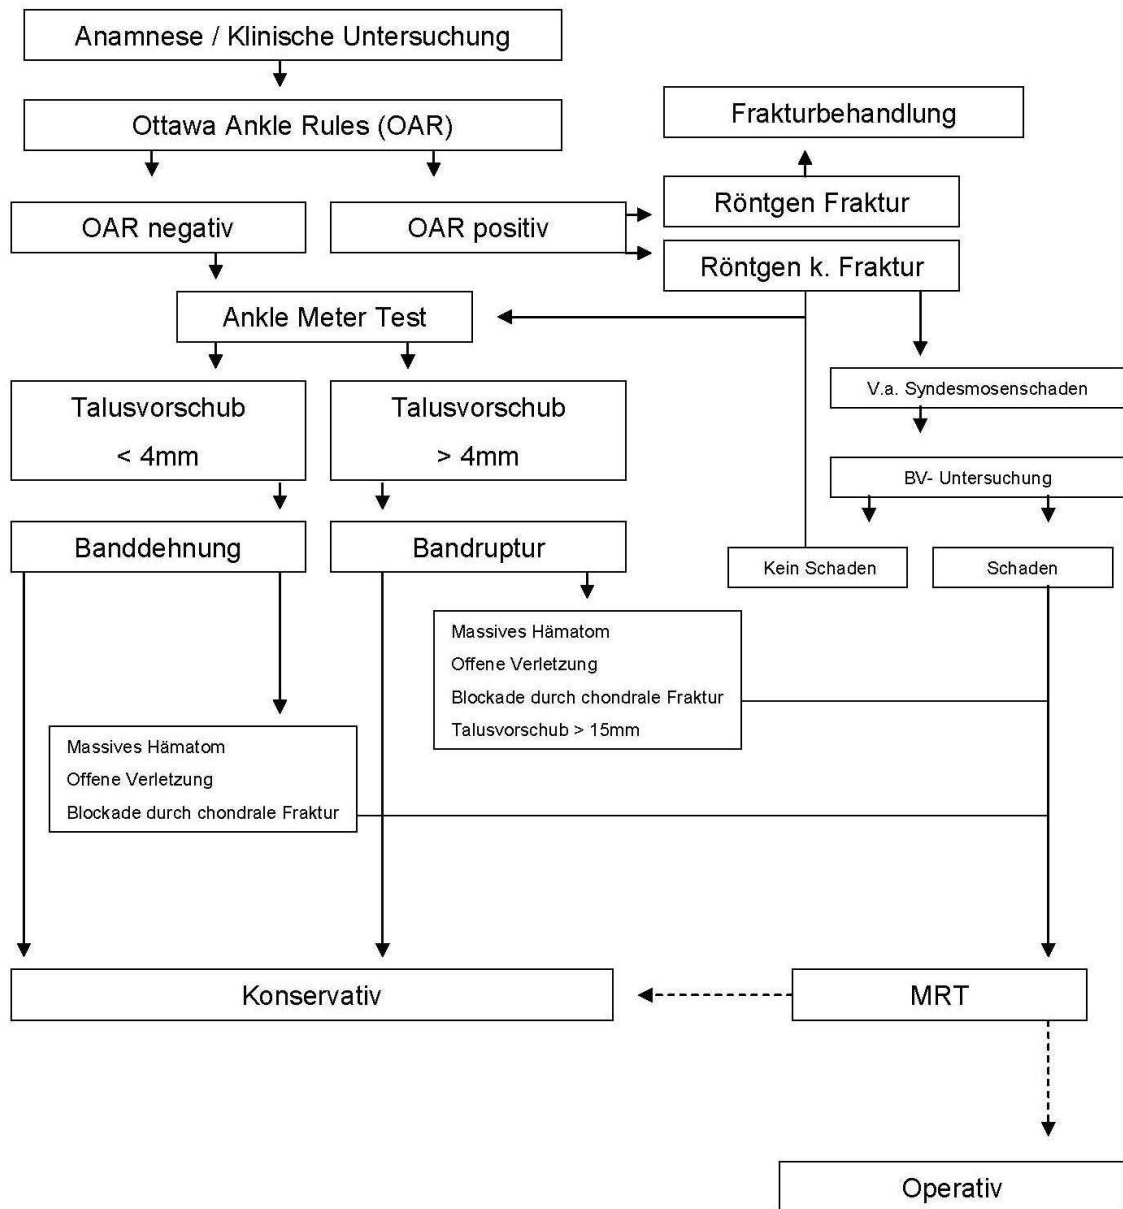 Anamnese / Klinische Untersuchung
Ottawa Ankle Rules (OAR)
Frakturbehandlung
Röntgen Fraktur
OAR negativ
OAR positiv
Röntgen k. Fraktur
Ankle Meter Test
V.a. Syndesmosenschaden
Talusvorschub
< 4mm
Talusvorschub
> 4mm
BV- Untersuchung
Banddehnung
Bandruptur
Kein Schaden
Schaden
Massives Hämatom
Offene Verletzung
Blockade durch chondrale Fraktur
Talusvorschub > 15mm
Massives Hämatom
Offene Verletzung
Blockade durch chondrale Fraktur
Konservativ
MRT
Operativ